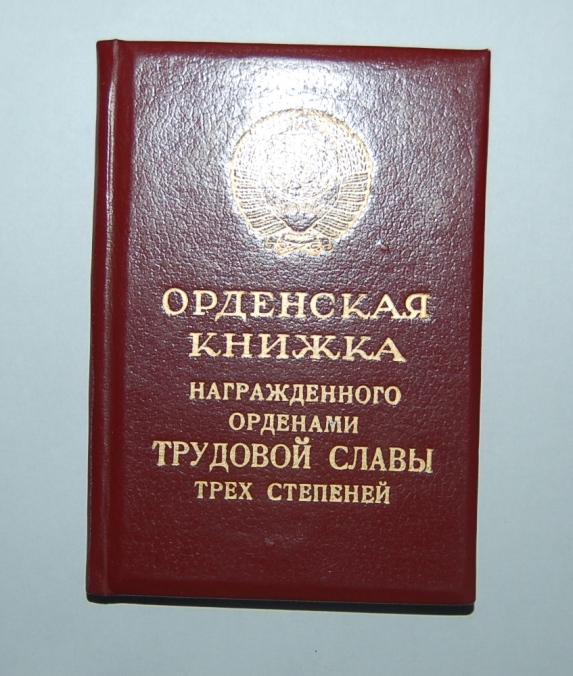 ОРДЕНСКАЯ
КНИЖКА
НАГРАЖДЕННОГО
ОРДЕНАМИ
ТРУДОВОЙ СЛАВЫ
ТРЕХ СТЕПЕНЕЙ